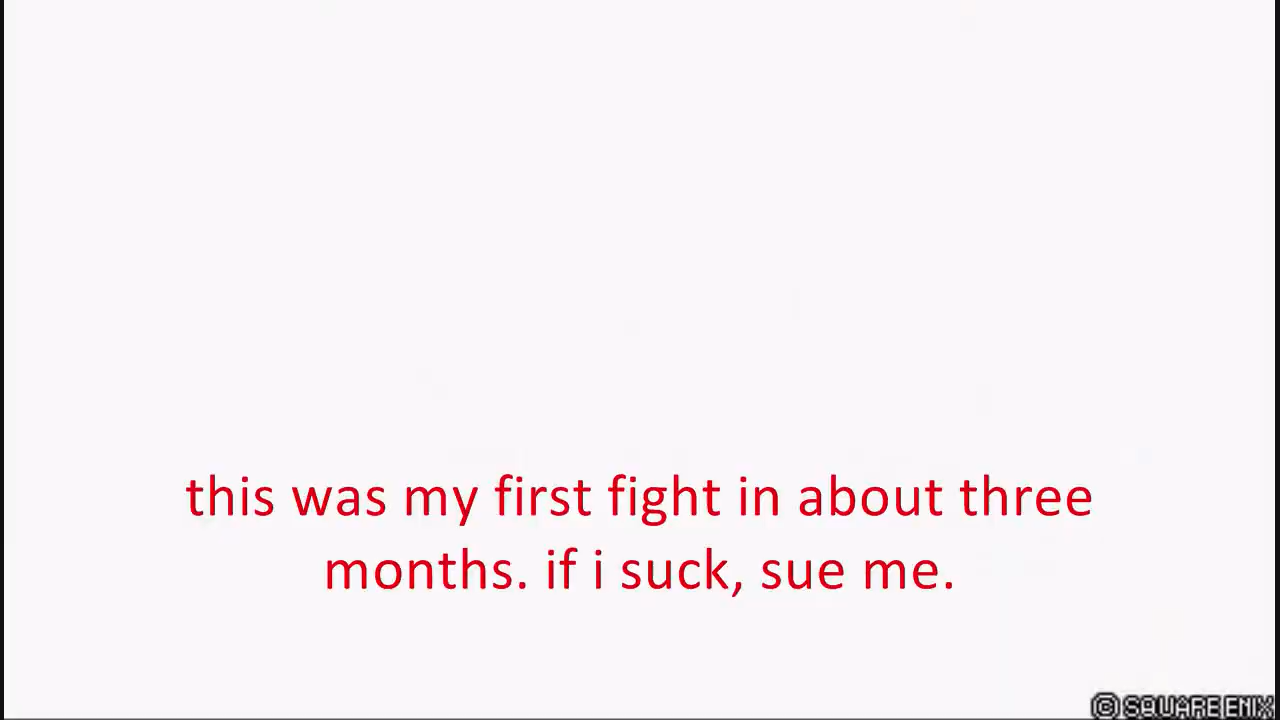 this was my first fight in about three
months. if i suck, sue me.
© SQUARE ENIX